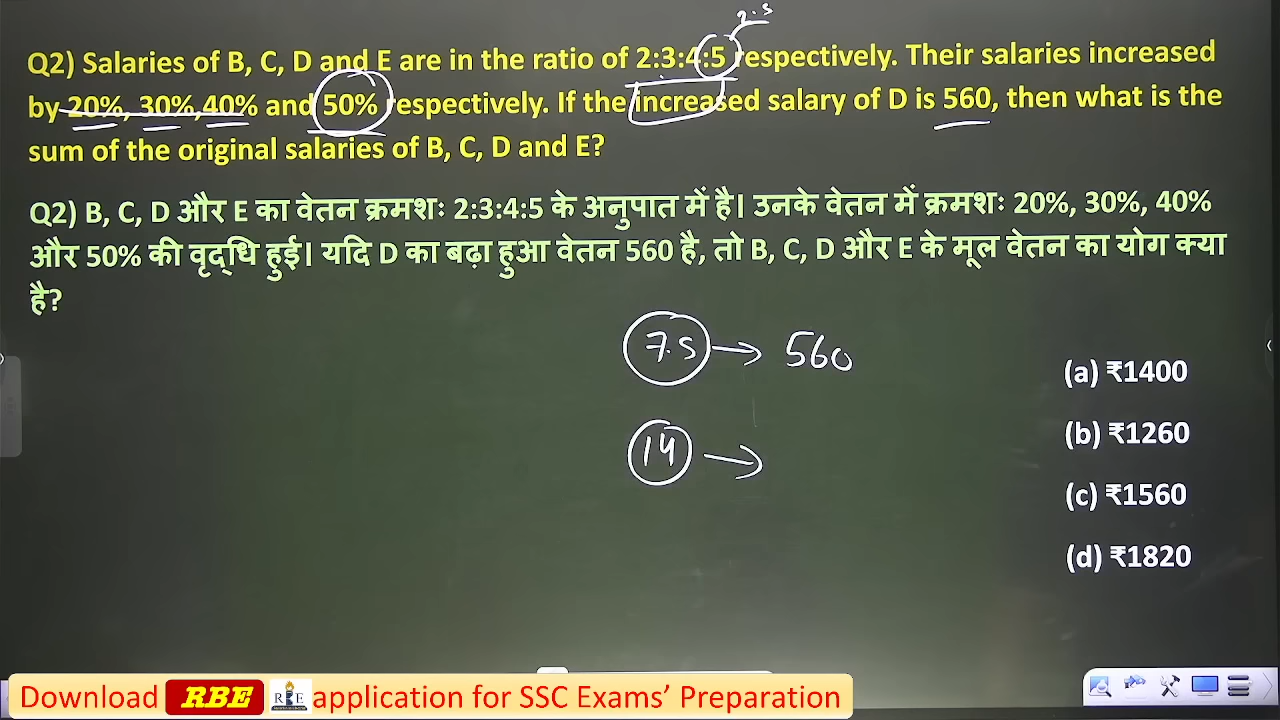 2.5
Q2) Salaries of B, C, D and E are in the ratio of 2:3:4:5 respectively. Their salaries increased
by 20%, 30%,40% and 50% respectively. If the increased salary of D is 560, then what is the
sum of the original salaries of B, C, D and E?
Q2) B, C, D और E का वेतन क्रमशः 2:3:4:5 के अनुपात में है। उनके वेतन में क्रमशः 20%, 30%, 40%
और 50% की वृद्धि हुई। यदि D का बढ़ा हुआ वेतन 560 है, तो B, C, D और E के मूल वेतन का योग क्या
है?
7.5 → 560
14 →
(a) ₹1400
(b) ₹1260
(c) ₹1560
(d) ₹1820
Download RBE R E application for SSC Exams’ Preparation